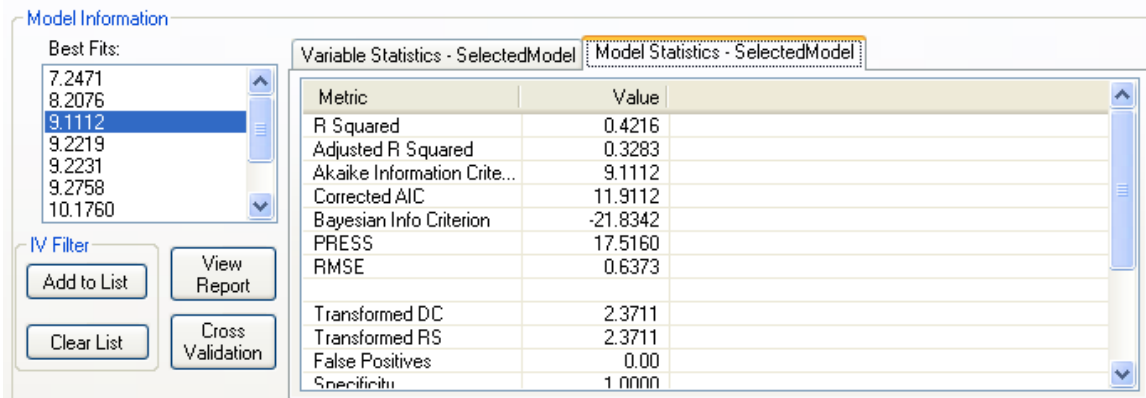 Model Information
Best Fits:
7.2471
8.2076
9.1112
9.2219
9.2231
9.2758
10.1760
IV Filter
Add to List
Clear List
View
Report
Cross
Validation
Variable Statistics - SelectedModel Model Statistics - SelectedModel
Metric Value
R Squared 0.4216
Adjusted R Squared 0.3283
Akaike Information Crite... 9.1112
Corrected AIC 11.9112
Bayesian Info Criterion -21.8342
PRESS 17.5160
RMSE 0.6373
Transformed DC 2.3711
Transformed RS 2.3711
False Positives 0.00
Specificity 1.0000